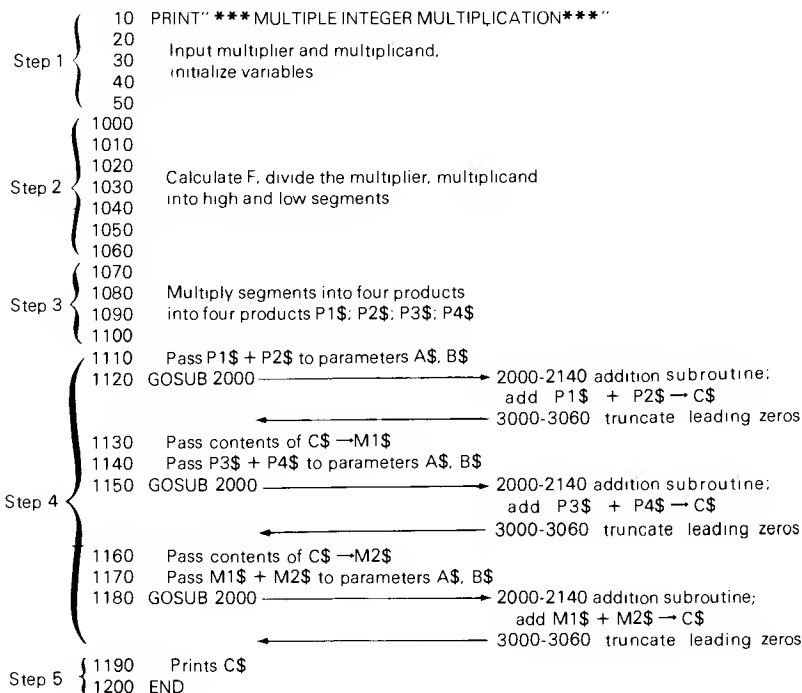 10 PRINT" ***MULTIPLE INTEGER MULTIPLICATION***"
20
Step 1 30 Input multiplier and multiplicand,
initialize variables
40
50
1000
1010
1020
Step 2 1030 Calculate F, divide the multiplier, multiplicand
1040 into high and low segments
1050
1060
1070
Step 3 1080 Multiply segments into four products
1090 into four products P1$; P2$; P3$; P4$
1100
1110 Pass P1$ + P2$ to parameters A$, B$
1120 GOSUB 2000 → 2000-2140 addition subroutine;
add P1$ + P2$ → C$
← 3000-3060 truncate leading zeros
1130 Pass contents of C$ → M1$
1140 Pass P3$ + P4$ to parameters A$, B$
1150 GOSUB 2000 → 2000-2140 addition subroutine;
Step 4 add P3$ + P4$ → C$
← 3000-3060 truncate leading zeros
1160 Pass contents of C$ → M2$
1170 Pass M1$ + M2$ to parameters A$, B$
1180 GOSUB 2000 → 2000-2140 addition subroutine;
add M1$ + M2$ → C$
← 3000-3060 truncate leading zeros
Step 5 1190 Prints C$
1200 END